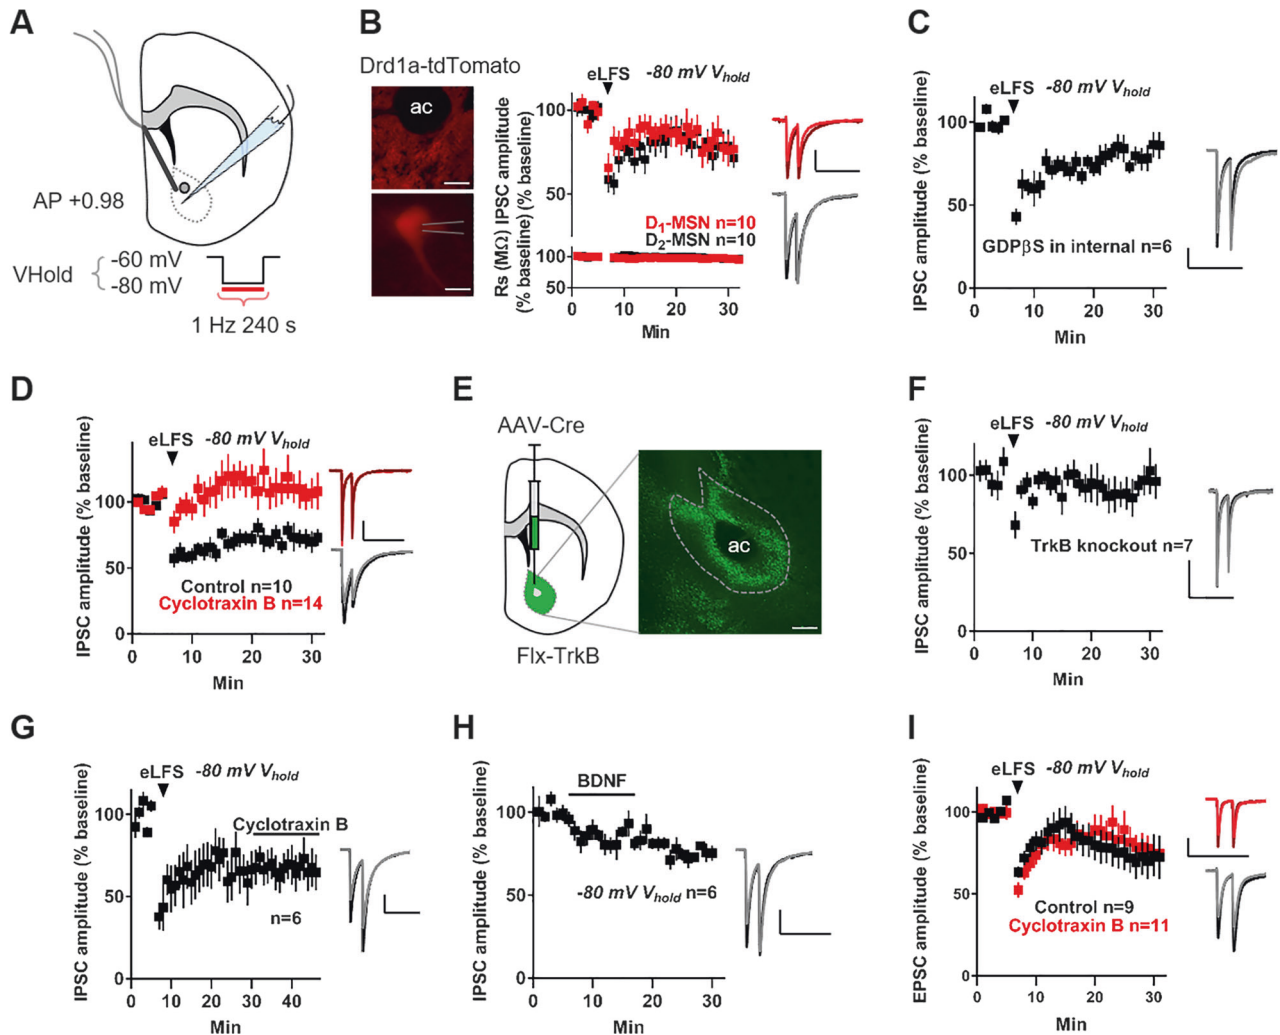 A
AP +0.98
VHold
-60 mV
-80 mV
1 Hz 240 s
B
Drd1a-tdTomato
ac
eLFS
-80 mV Vhold
Rs (MΩ) IPSC amplitude
(% baseline) (% baseline)
100
50
100
D1-MSN n=10
D2-MSN n=10
0
10
20
30
Min
C
eLFS
-80 mV Vhold
IPSC amplitude (% baseline)
100
50
0
GDPβS in internal n=6
0
10
20
30
Min
D
eLFS
-80 mV Vhold
IPSC amplitude (% baseline)
100
50
0
Control n=10
Cyclotraxin B n=14
0
10
20
30
Min
E
AAV-Cre
ac
Flx-TrkB
F
eLFS
-80 mV Vhold
IPSC amplitude (% baseline)
100
50
0
TrkB knockout n=7
0
10
20
30
Min
G
eLFS
-80 mV Vhold
IPSC amplitude (% baseline)
100
50
0
Cyclotraxin B
n=6
0
10
20
30
40
Min
H
BDNF
IPSC amplitude (% baseline)
100
50
0
-80 mV Vhold n=6
0
10
20
30
Min
I
eLFS
-80 mV Vhold
EPSC amplitude (% baseline)
100
50
0
Control n=9
Cyclotraxin B n=11
0
10
20
30
Min